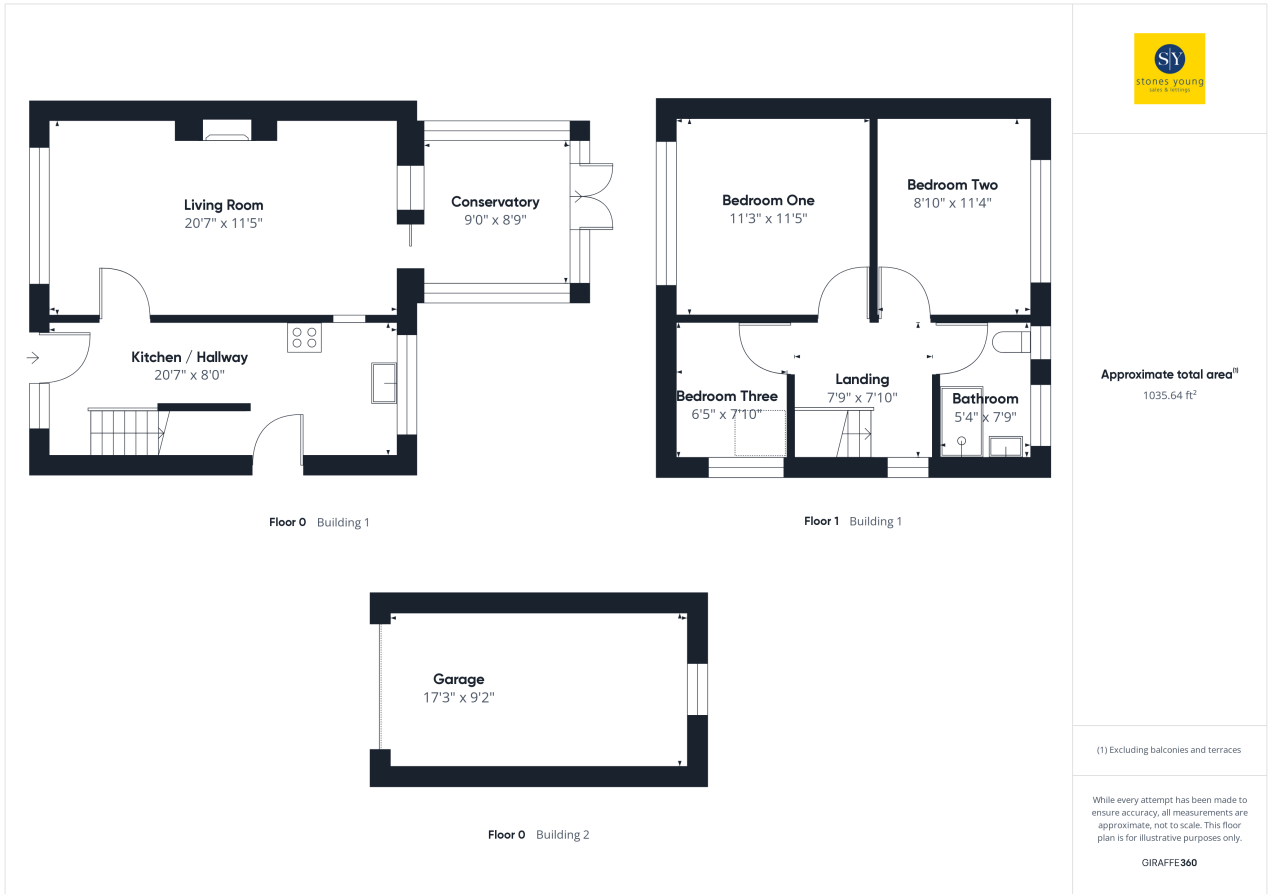 S|Y
stones young
sales & lettings
Living Room
20'7" x 11'5"
Conservatory
9'0" x 8'9"
Kitchen / Hallway
20'7" x 8'0"
Floor 0 Building 1
Bedroom One
11'3" x 11'5"
Bedroom Two
8'10" x 11'4"
Bedroom Three
6'5" x 7'10"
Landing
7'9" x 7'10"
Bathroom
5'4" x 7'9"
Floor 1 Building 1
Garage
17'3" x 9'2"
Floor 0 Building 2
Approximate total area(1)
1035.64 ft²
(1) Excluding balconies and terraces
While every attempt has been made to
ensure accuracy, all measurements are
approximate, not to scale. This floor
plan is for illustrative purposes only.
GIRAFFE360